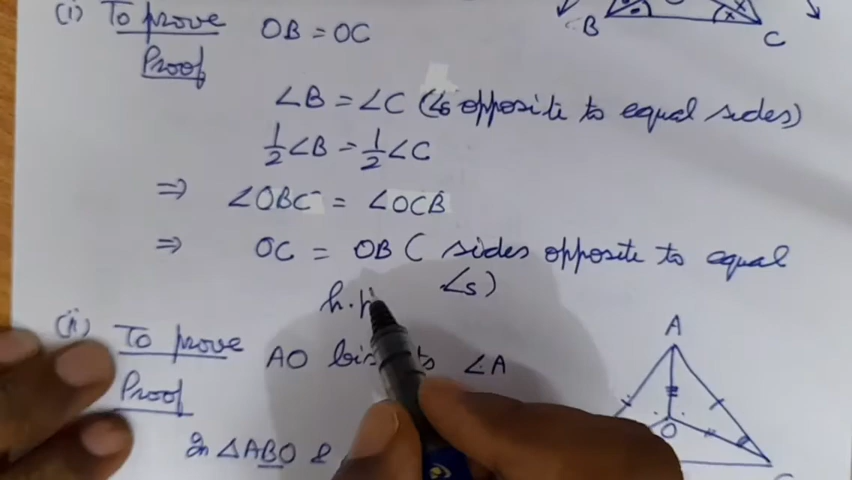 (i) To prove OB = OC
B
C
Proof
∠B = ∠C (∠s opposite to equal sides)
1/2 ∠B = 1/2 ∠C
⇒ ∠OBC = ∠OCB
⇒ OC = OB ( sides opposite to equal
∠s)
h.p
(ii) To prove AO ∠A
A
Proof
O
In △ABO &